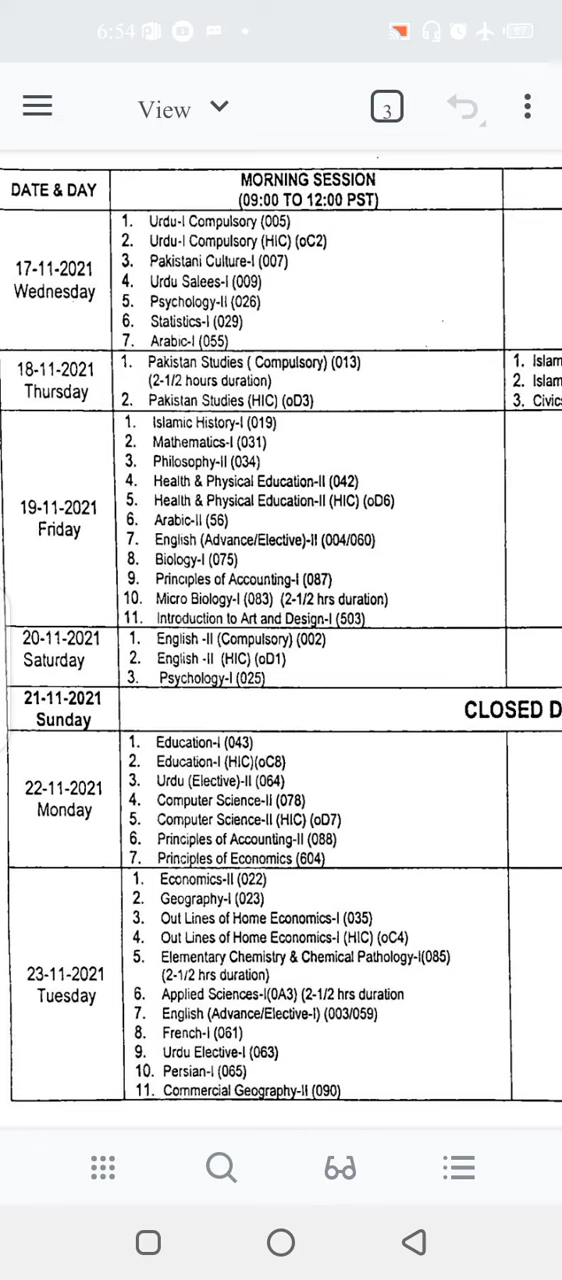 6:54
View
3
DATE & DAY
MORNING SESSION
(09:00 TO 12:00 PST)
17-11-2021
Wednesday
1. Urdu-I Compulsory (005)
2. Urdu-I Compulsory (HIC) (oC2)
3. Pakistani Culture-I (007)
4. Urdu Salees-I (009)
5. Psychology-II (026)
6. Statistics-I (029)
7. Arabic-I (055)
18-11-2021
Thursday
1. Pakistan Studies ( Compulsory) (013)
(2-1/2 hours duration)
2. Pakistan Studies (HIC) (oD3)
1. Islam
2. Islam
3. Civic
19-11-2021
Friday
1. Islamic History-I (019)
2. Mathematics-I (031)
3. Philosophy-II (034)
4. Health & Physical Education-II (042)
5. Health & Physical Education-II (HIC) (oD6)
6. Arabic-II (56)
7. English (Advance/Elective)-II (004/060)
8. Biology-I (075)
9. Principles of Accounting-I (087)
10. Micro Biology-I (083) (2-1/2 hrs duration)
11. Introduction to Art and Design-I (503)
20-11-2021
Saturday
1. English -II (Compulsory) (002)
2. English -II (HIC) (oD1)
3. Psychology-I (025)
21-11-2021
Sunday
CLOSED D
22-11-2021
Monday
1. Education-I (043)
2. Education-I (HIC)(oC8)
3. Urdu (Elective)-II (064)
4. Computer Science-II (078)
5. Computer Science-II (HIC) (oD7)
6. Principles of Accounting-II (088)
7. Principles of Economics (604)
23-11-2021
Tuesday
1. Economics-II (022)
2. Geography-I (023)
3. Out Lines of Home Economics-I (035)
4. Out Lines of Home Economics-I (HIC) (oC4)
5. Elementary Chemistry & Chemical Pathology-I(085)
(2-1/2 hrs duration)
6. Applied Sciences-I(0A3) (2-1/2 hrs duration
7. English (Advance/Elective-I) (003/059)
8. French-I (061)
9. Urdu Elective-I (063)
10. Persian-I (065)
11. Commercial Geography-II (090)